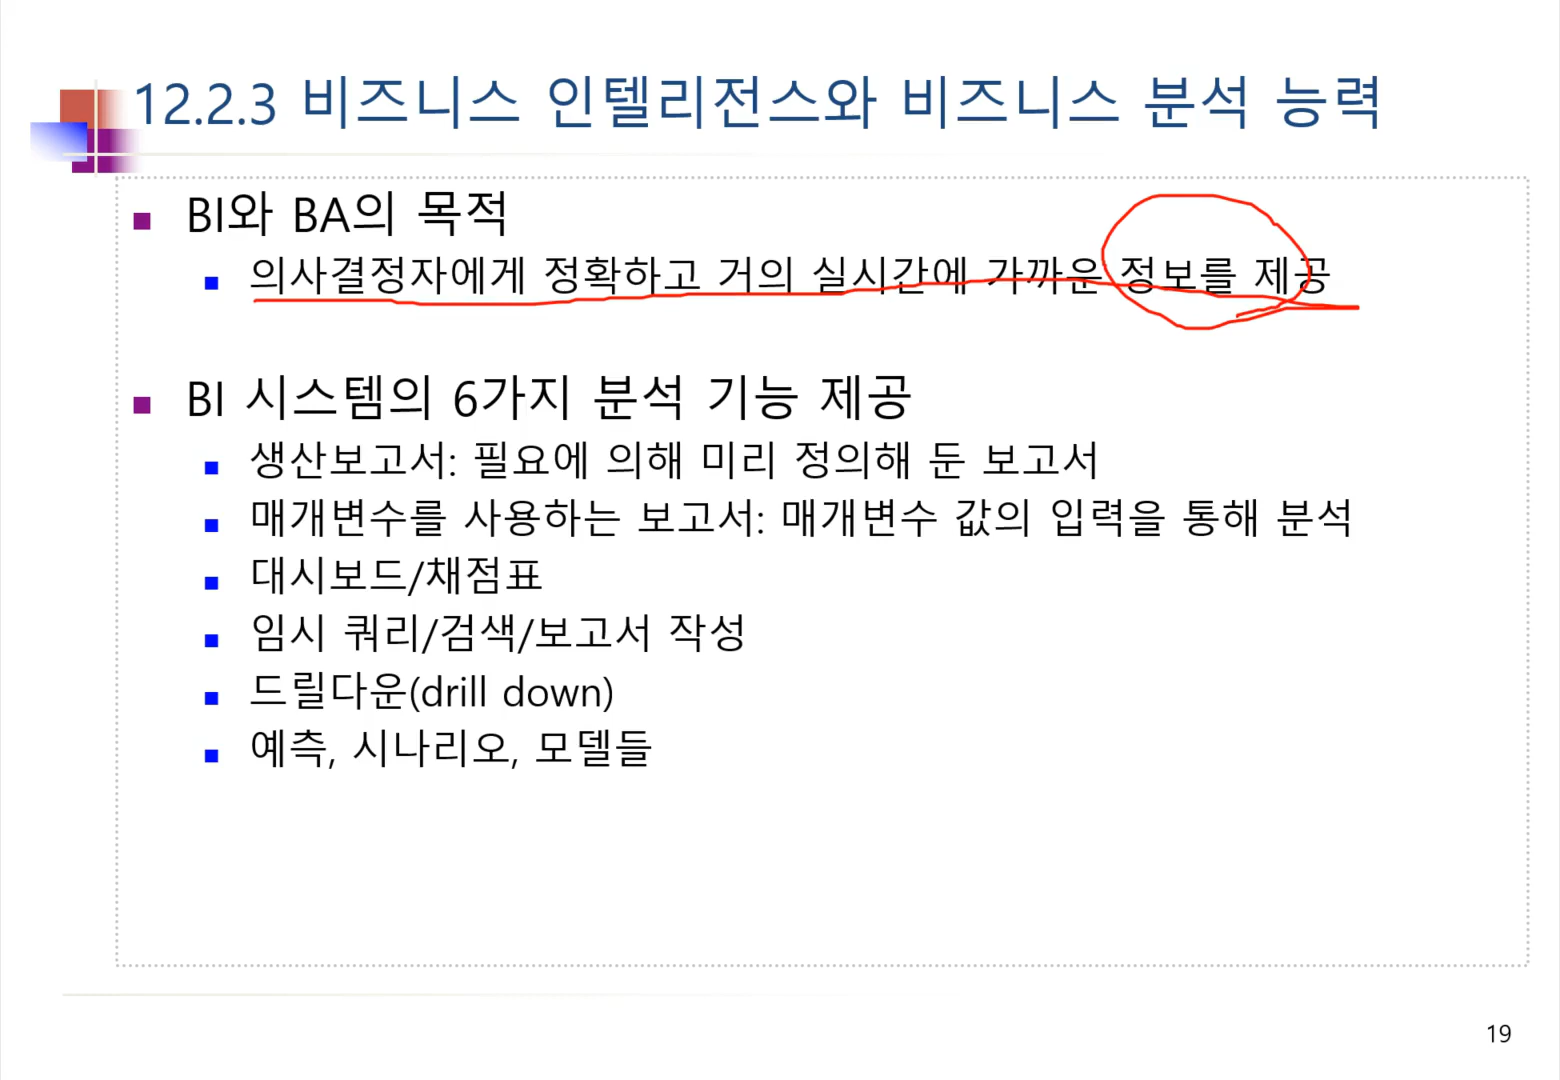 12.2.3 비즈니스 인텔리전스와 비즈니스 분석 능력
BI와 BA의 목적
의사결정자에게 정확하고 거의 실시간에 가까운 정보를 제공
BI 시스템의 6가지 분석 기능 제공
생산보고서: 필요에 의해 미리 정의해 둔 보고서
매개변수를 사용하는 보고서: 매개변수 값의 입력을 통해 분석
대시보드/채점표
임시 쿼리/검색/보고서 작성
드릴다운(drill down)
예측, 시나리오, 모델들
19